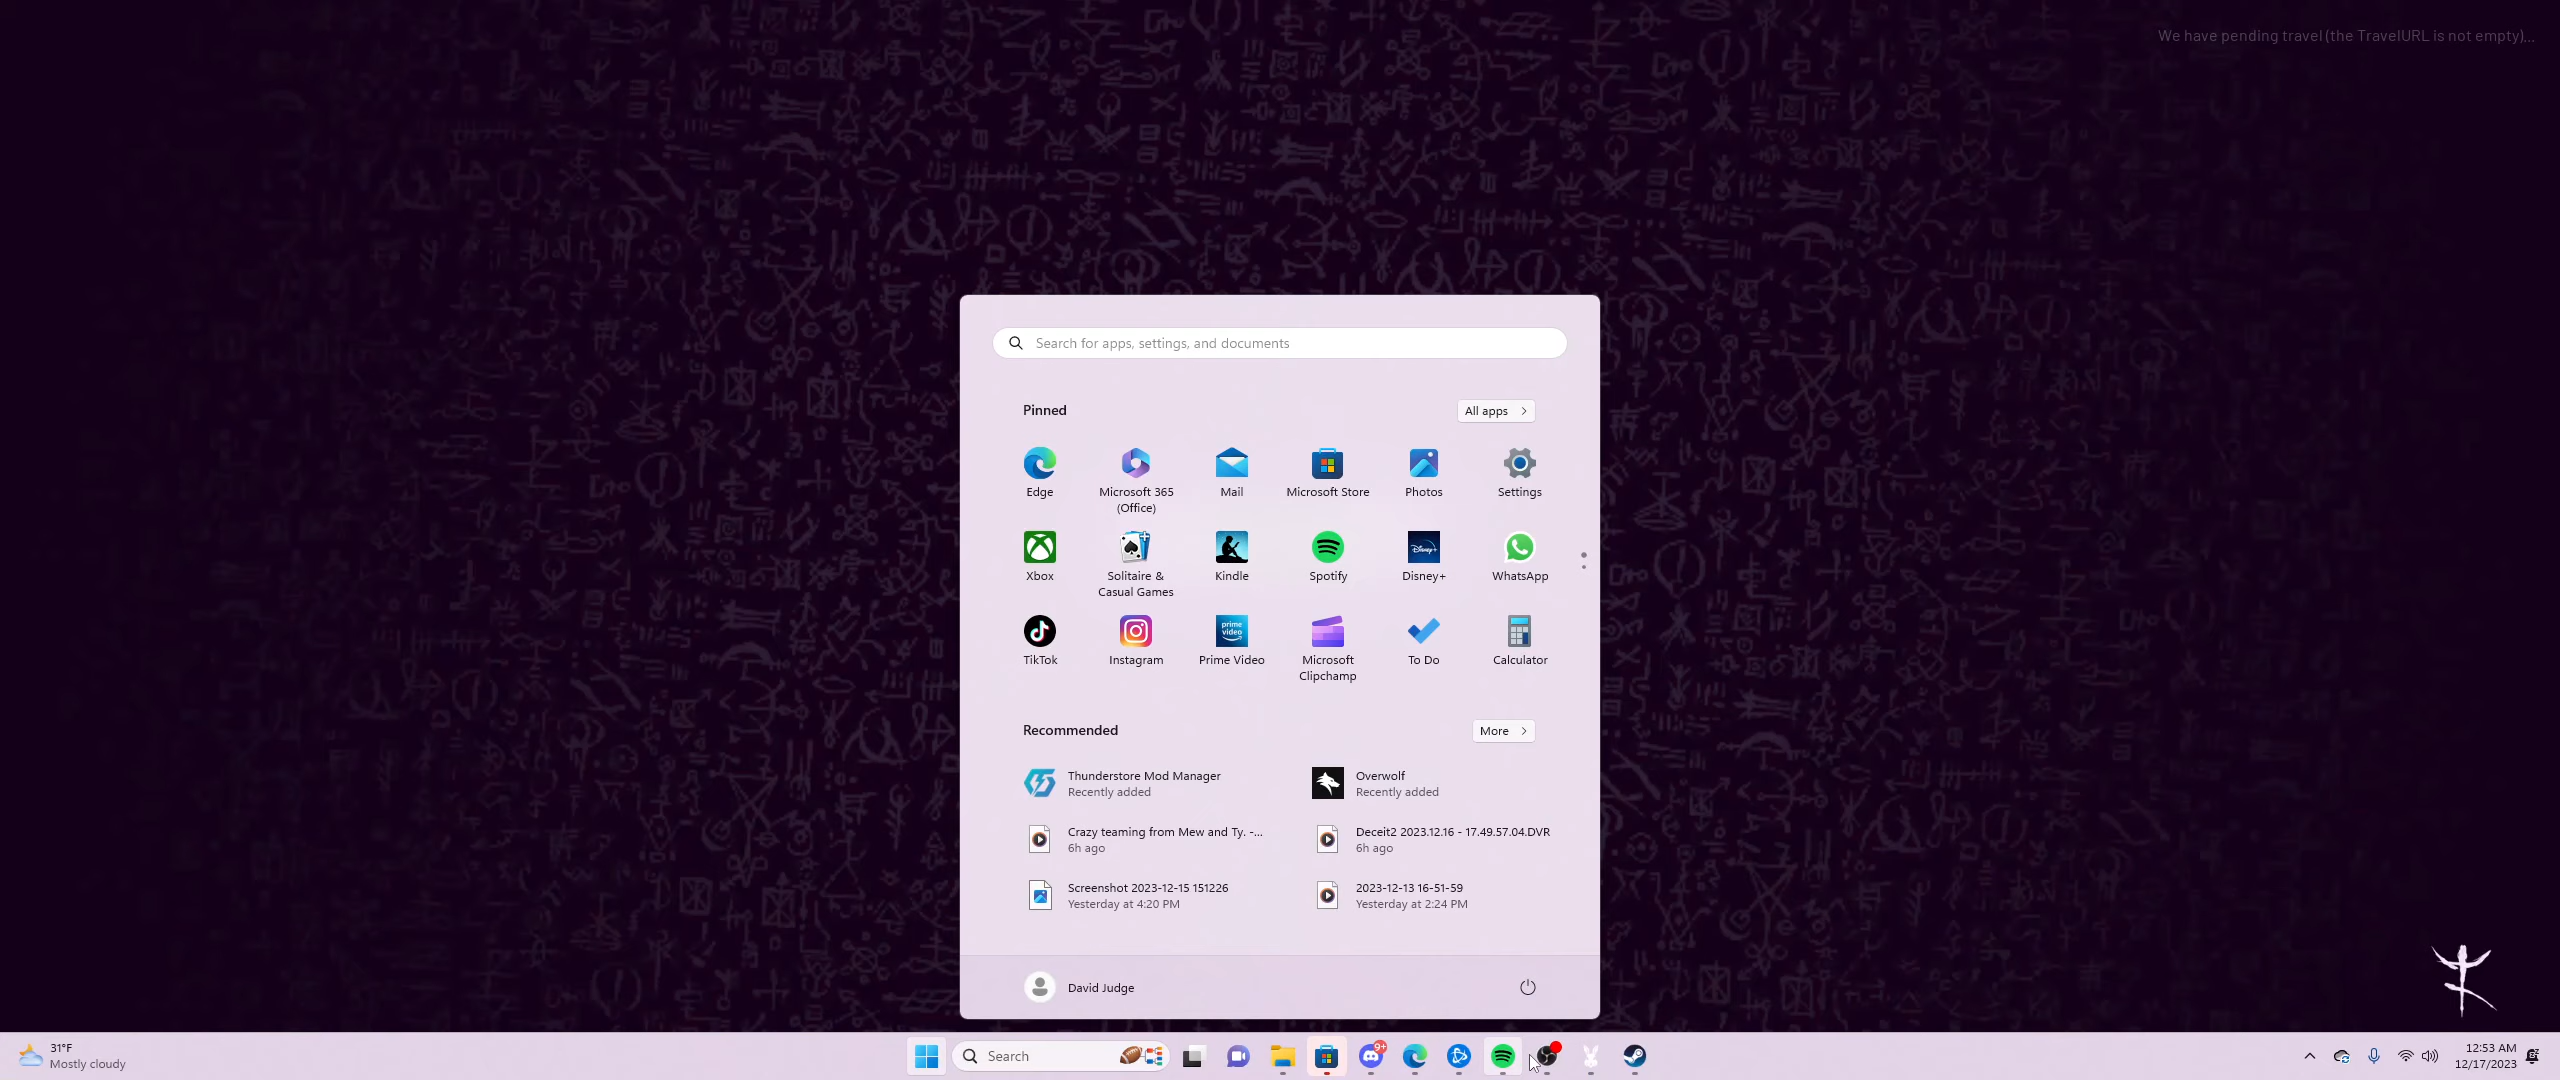 We have pending travel (the TravelURL is not empty)...
Search for apps, settings, and documents
Pinned
All apps
Edge
Microsoft 365
(Office)
Mail
Microsoft Store
Photos
Settings
Xbox
Solitaire &
Casual Games
Kindle
Spotify
Disney+
WhatsApp
TikTok
Instagram
prime
video
Prime Video
Microsoft
Clipchamp
To Do
Calculator
Recommended
More
Thunderstore Mod Manager
Recently added
Overwolf
Recently added
Crazy teaming from Mew and Ty. -...
6h ago
Deceit2 2023.12.16 - 17.49.57.04.DVR
6h ago
Screenshot 2023-12-15 151226
Yesterday at 4:20 PM
2023-12-13 16-51-59
Yesterday at 2:24 PM
David Judge
31°F
Mostly cloudy
Search
9+
12:53 AM
12/17/2023